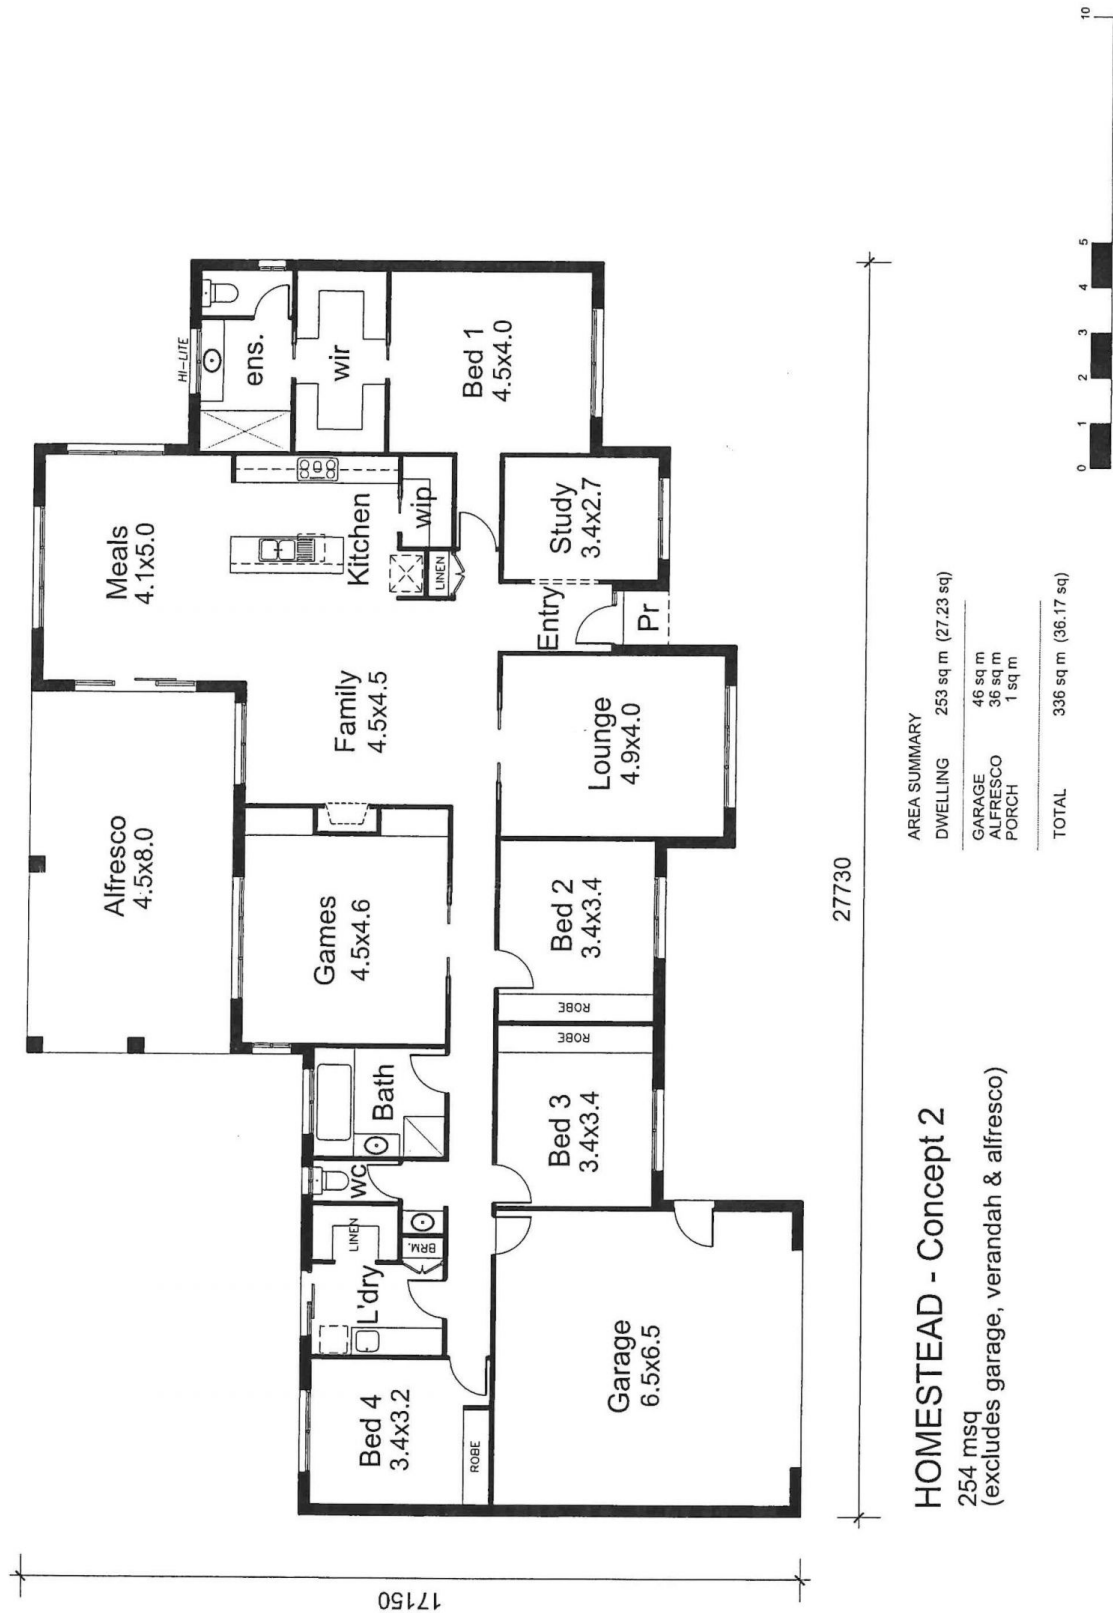 HI-LITE
Alfresco
4.5x8.0
Meals
4.1x5.0
ens.
wir
Bed 1
4.5x4.0
Games
4.5x4.6
Family
4.5x4.5
Kitchen
wip
LINEN
Bath
wc
LINEN
BRM.
L'dry
Bed 4
3.4x3.2
ROBE
Garage
6.5x6.5
Bed 3
3.4x3.4
ROBE
ROBE
Bed 2
3.4x3.4
Lounge
4.9x4.0
Entry
Pr
Study
3.4x2.7
17150
27730
HOMESTEAD - Concept 2
254 msq
(excludes garage, verandah & alfresco)
AREA SUMMARY
DWELLING 253 sq m (27.23 sq)
GARAGE 46 sq m
ALFRESCO 36 sq m
PORCH 1 sq m
TOTAL 336 sq m (36.17 sq)
0 1 2 3 4 5 10